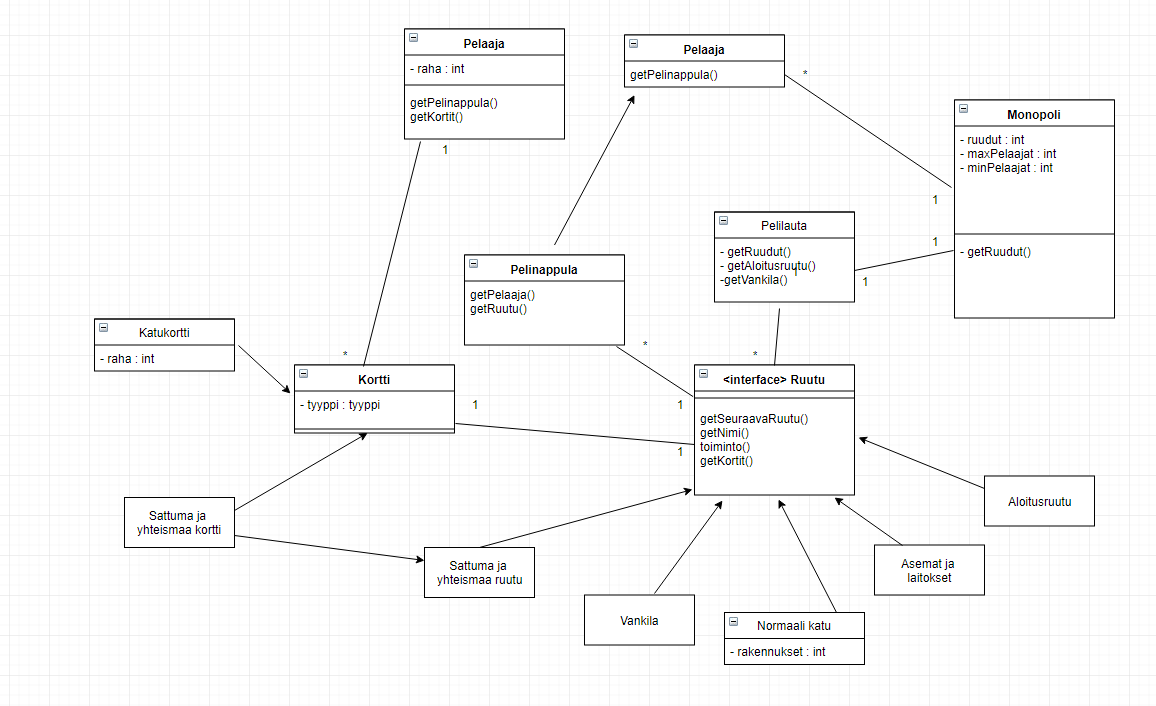 Pelaaja
- raha : int
getPelinappula()
getKortit()
1
Pelaaja
getPelinappula()
*
Monopoli
- ruudut : int
- maxPelaajat : int
- minPelaajat : int
- getRuudut()
1
1
Pelilauta
- getRuudut()
- getAloitusruutu()
-getVankila()
1
1
Pelinappula
getPelaaja()
getRuutu()
*
*
Katukortti
- raha : int
*
Kortti
- tyyppi : tyyppi
1
1
1
<interface> Ruutu
getSeuraavaRuutu()
getNimi()
toiminto()
getKortit()
Aloitusruutu
Sattuma ja
yhteismaa kortti
Sattuma ja
yhteismaa ruutu
Asemat ja
laitokset
Vankila
Normaali katu
- rakennukset : int